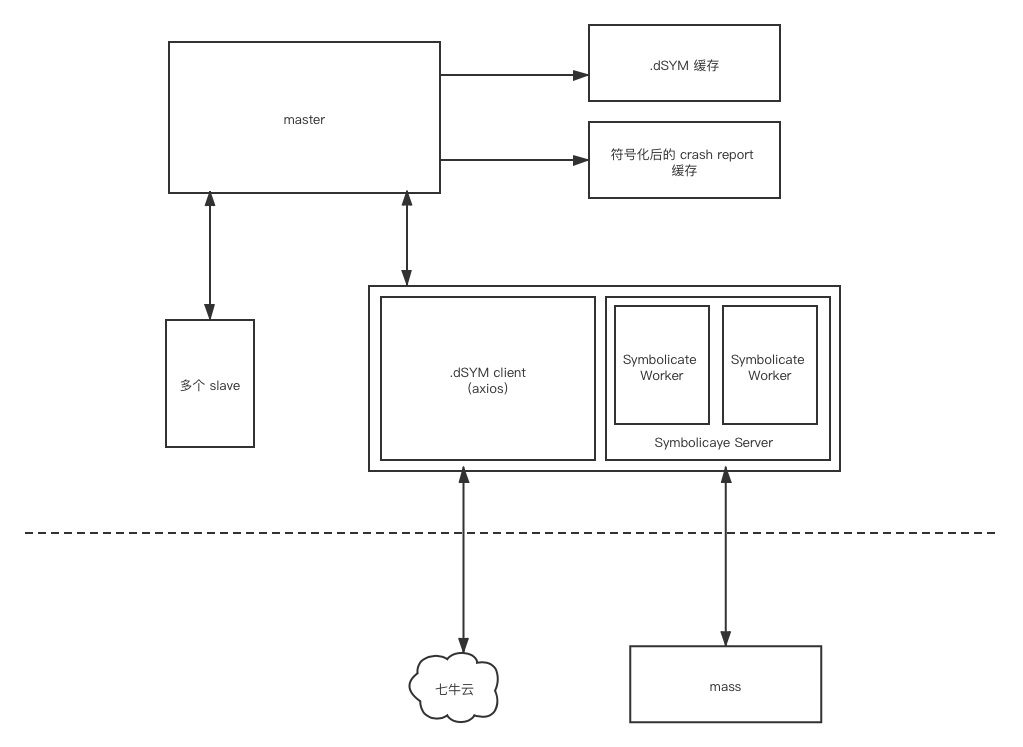 .dSYM 缓存
master
符号化后的 crash report
缓存
多个 slave
.dSYM client
(axios)
Symbolicate
Worker
Symbolicate
Worker
Symbolicaye Server
七牛云
mass